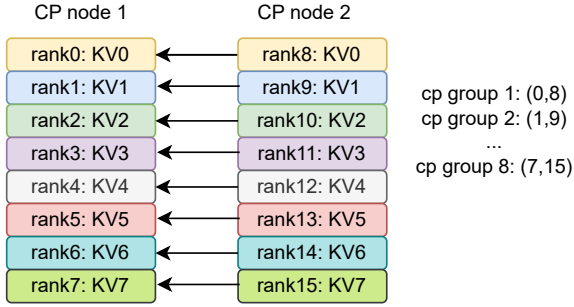 CP node 1
CP node 2
rank0: KV0
rank8: KV0
rank1: KV1
rank9: KV1
rank2: KV2
rank10: KV2
rank3: KV3
rank11: KV3
rank4: KV4
rank12: KV4
rank5: KV5
rank13: KV5
rank6: KV6
rank14: KV6
rank7: KV7
rank15: KV7
cp group 1: (0,8)
cp group 2: (1,9)
...
cp group 8: (7,15)